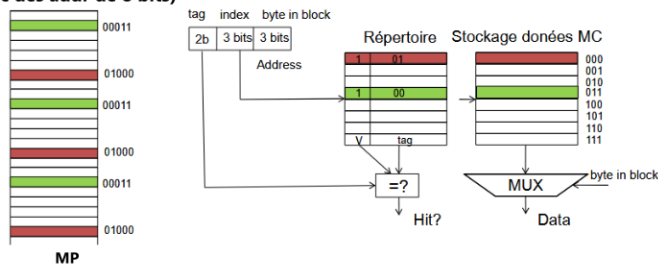 c des addr de 8 bits)
00011
01000
00011
01000
00011
01000
MP
tag index byte in block
2b 3 bits 3 bits
Address
Répertoire Stockage donées MC
1 01
1 00
V tag
000
001
010
011
100
101
110
111
=?
Hit?
MUX
byte in block
Data